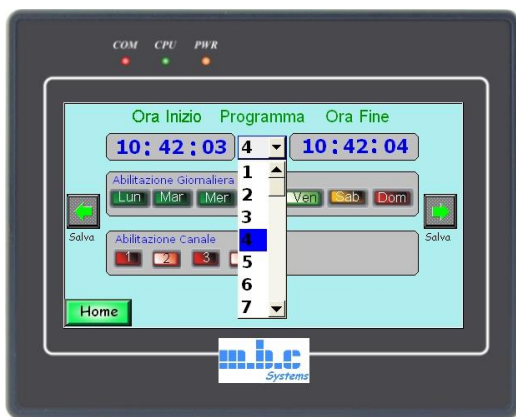 COM CPU PWR
Ora Inizio Programma Ora Fine
10:42:03 4 10:42:04
1
2
3
4
5
6
7
Abilitazione Giornaliera
Lun Mar Mer Ven Sab Dom
Salva Salva
Abilitazione Canale
1 2 3
Home
m.b.c
Systems